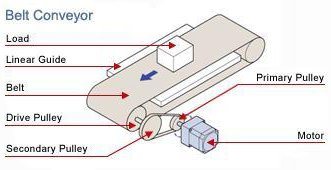 Belt Conveyor
Load
Linear Guide
Belt
Primary Pulley
Drive Pulley
Secondary Pulley
Motor